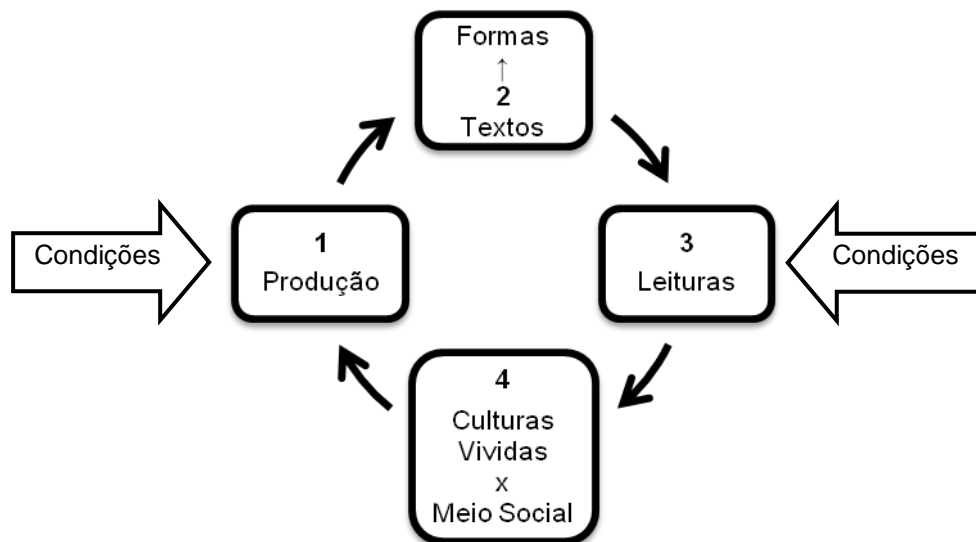 Formas
↑
2
Textos
Condições
1
Produção
3
Leituras
Condições
4
Culturas
Vividas
x
Meio Social